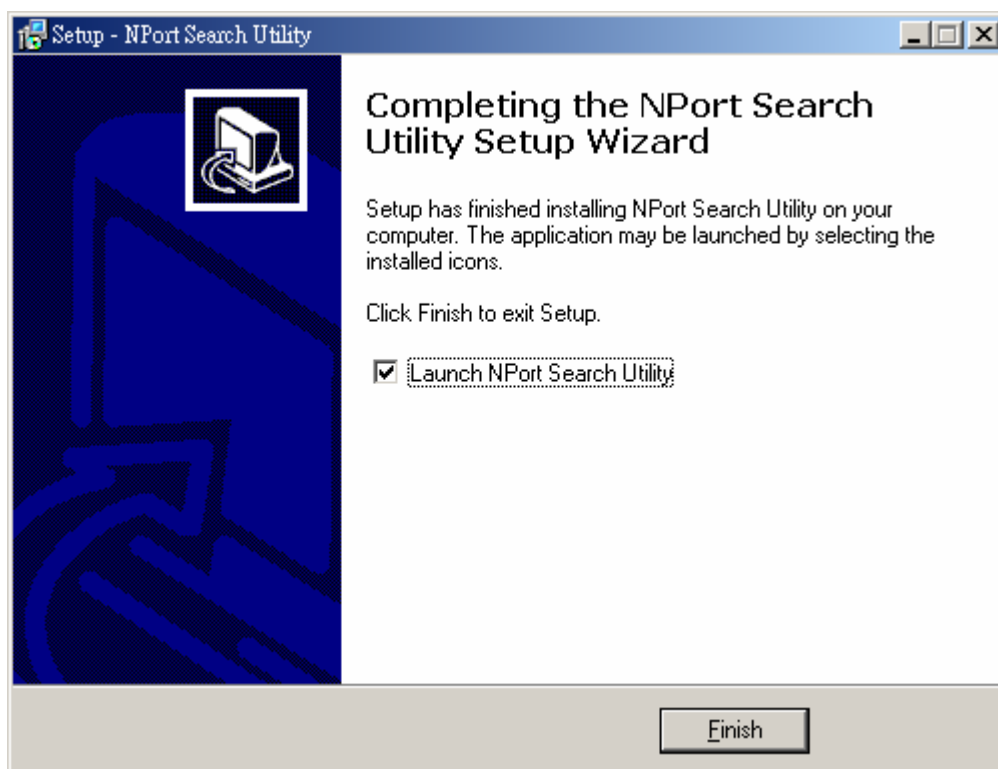 Setup - NPort Search Utility
Completing the NPort Search
Utility Setup Wizard
Setup has finished installing NPort Search Utility on your
computer. The application may be launched by selecting the
installed icons.
Click Finish to exit Setup.
Launch NPort Search Utility
Finish